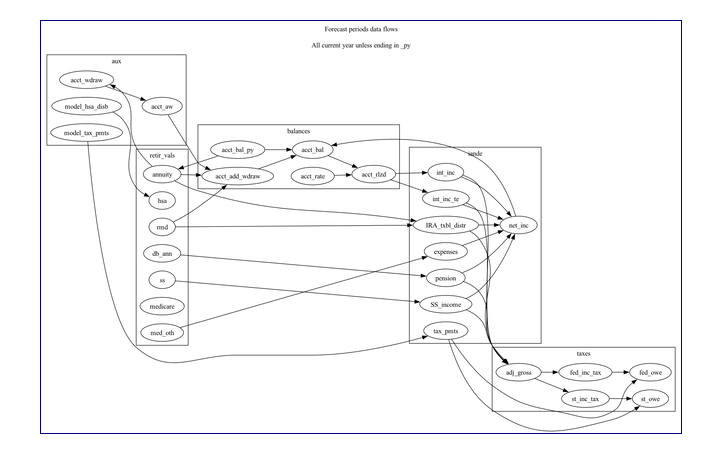 Forecast periods data flows
All current year unless ending in _py
aux
acct_wdraw
model_hsa_disb
acct_aw
model_tax_pmts
balances
acct_bal_py
acct_bal
acct_add_wdraw
acct_rate
acct_rlzd
retir_vals
annuity
hsa
rmd
db_ann
ss
medicare
med_oth
sande
int_inc
int_inc_te
IRA_txbl_distr
net_inc
expenses
pension
SS_income
tax_pmts
taxes
adj_gross
fed_inc_tax
fed_owe
st_inc_tax
st_owe